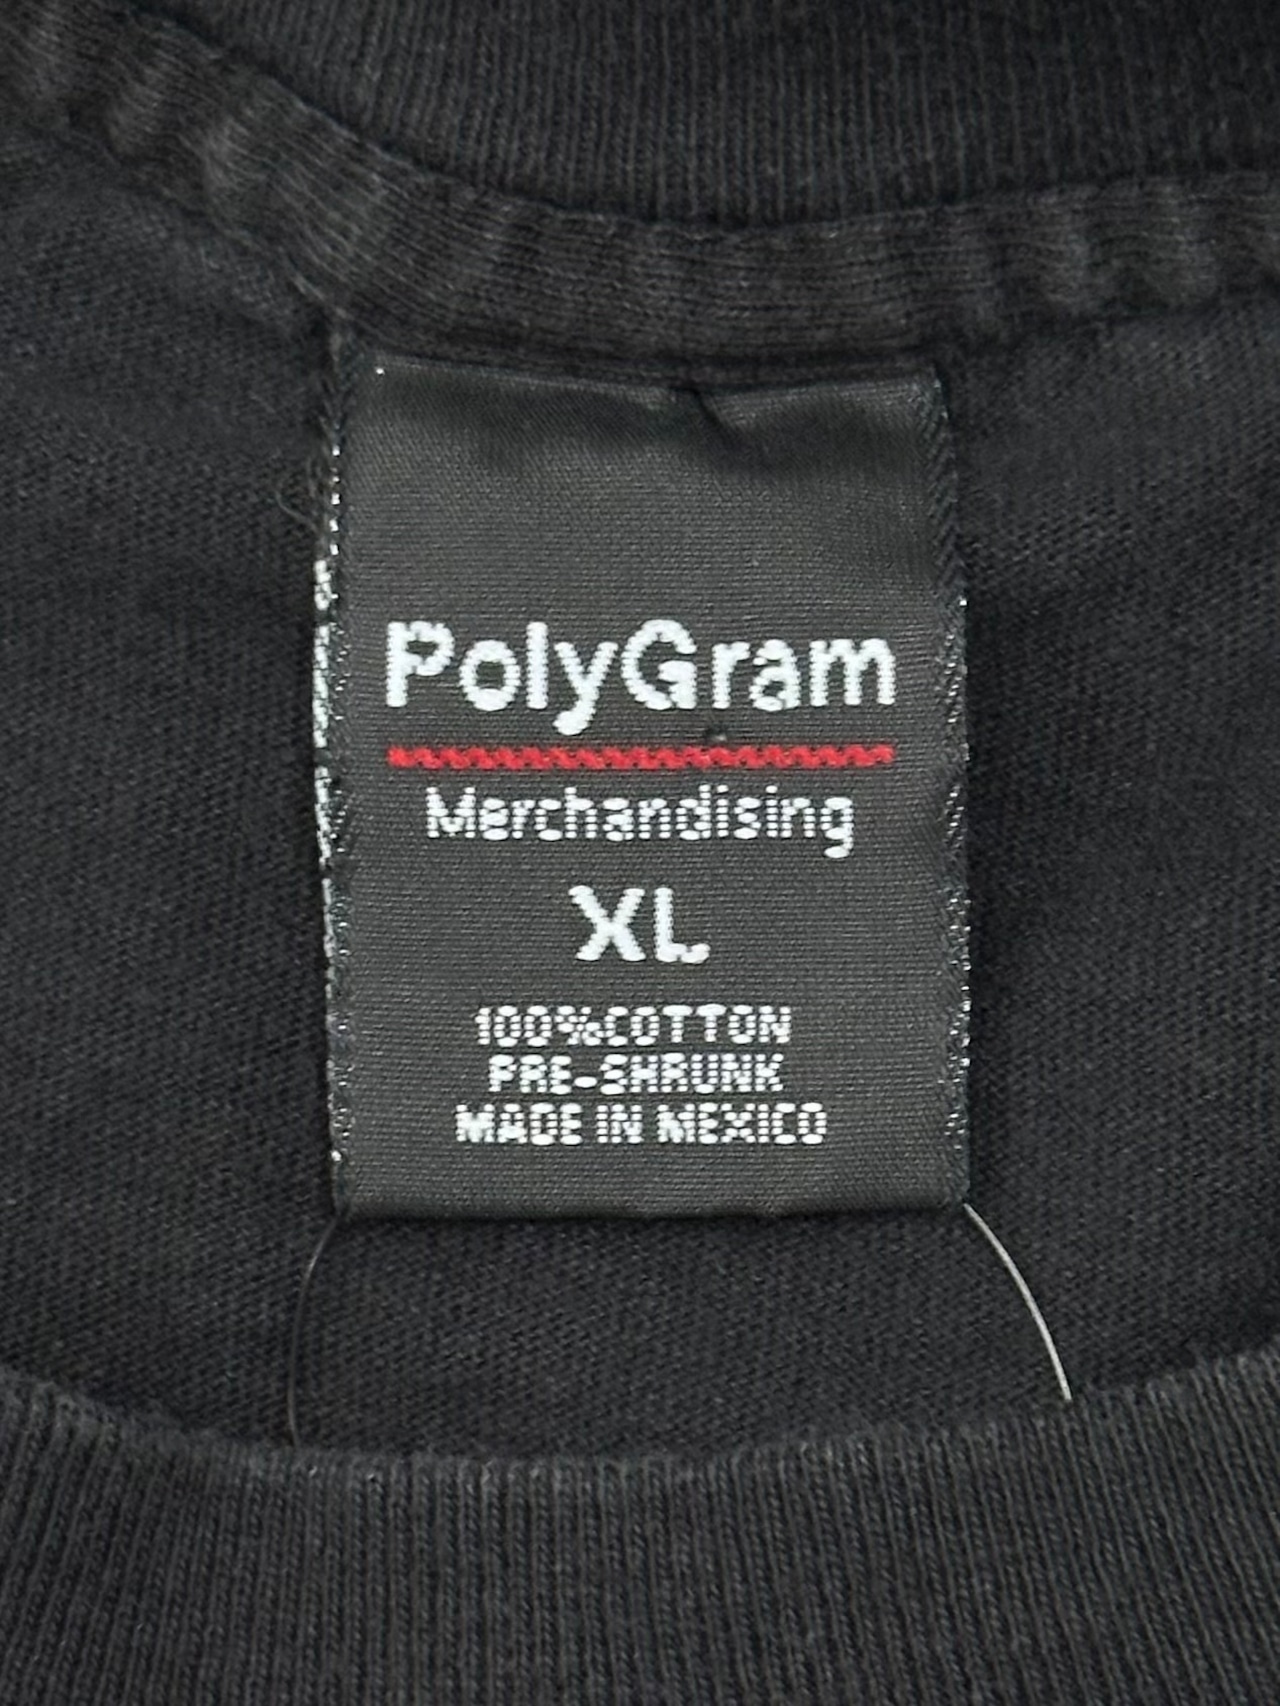 PolyGram
Merchandising
XL
100%COTTON
PRE-SHRUNK
MADE IN MEXICO